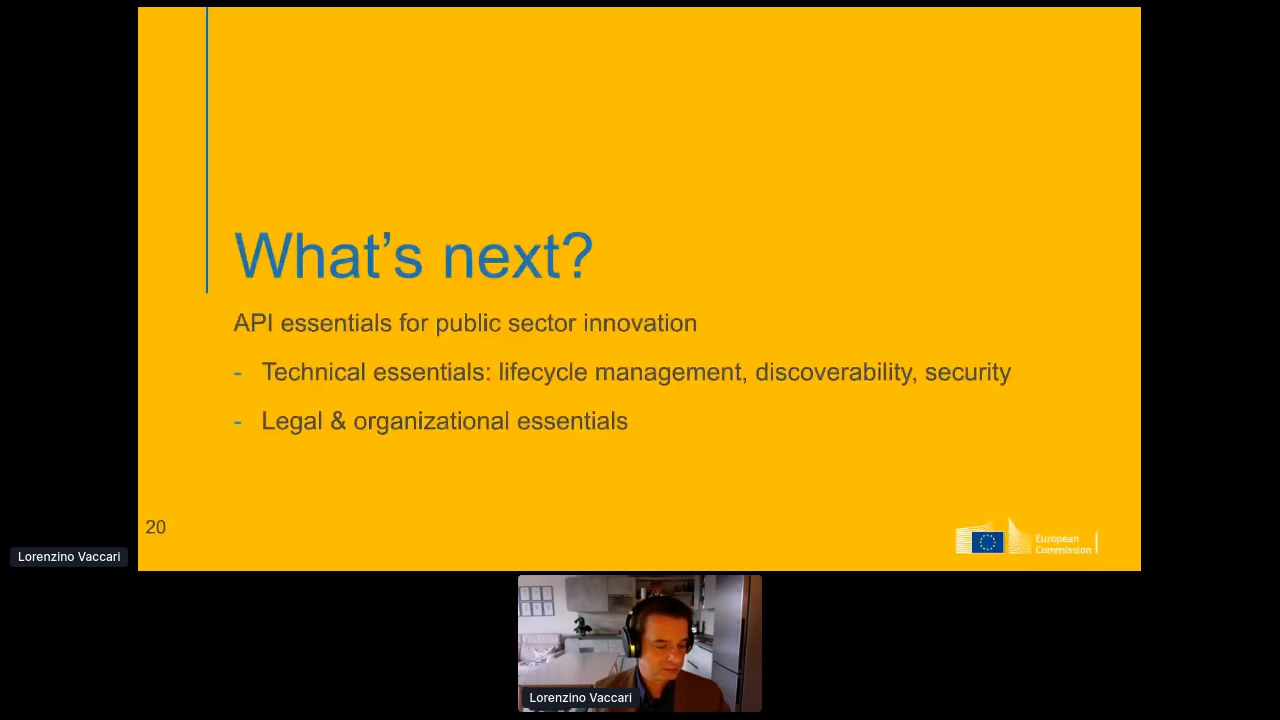 What's next?
API essentials for public sector innovation
- Technical essentials: lifecycle management, discoverability, security
- Legal & organizational essentials
20
European
Commission
Lorenzino Vaccari
Lorenzino Vaccari